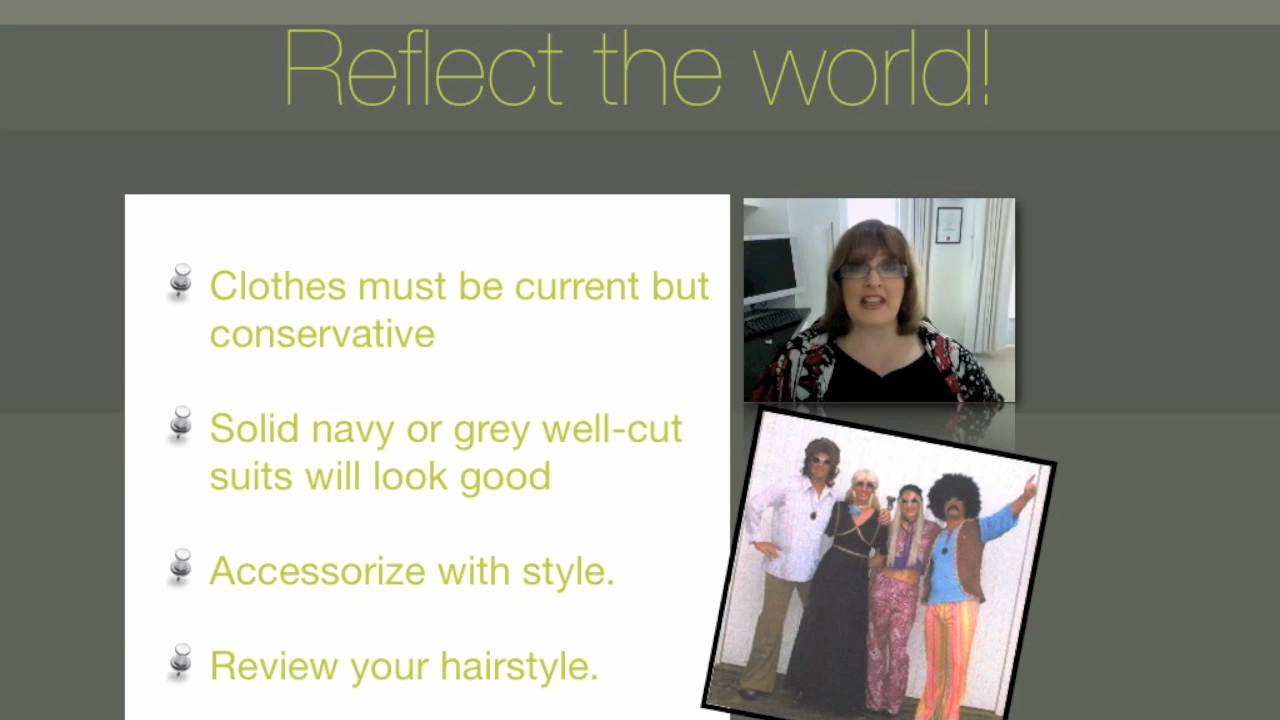 Reflect the world!
Clothes must be current but
conservative
Solid navy or grey well-cut
suits will look good
Accessorize with style.
Review your hairstyle.